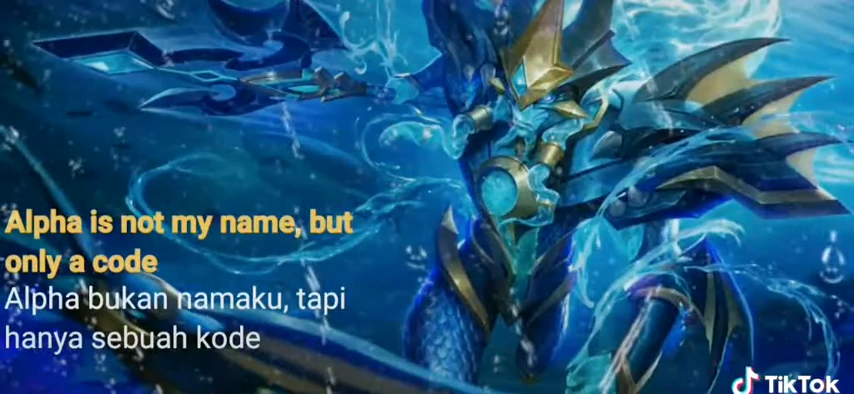 Alpha is not my name, but
only a code
Alpha bukan namaku, tapi
hanya sebuah kode
TikTok